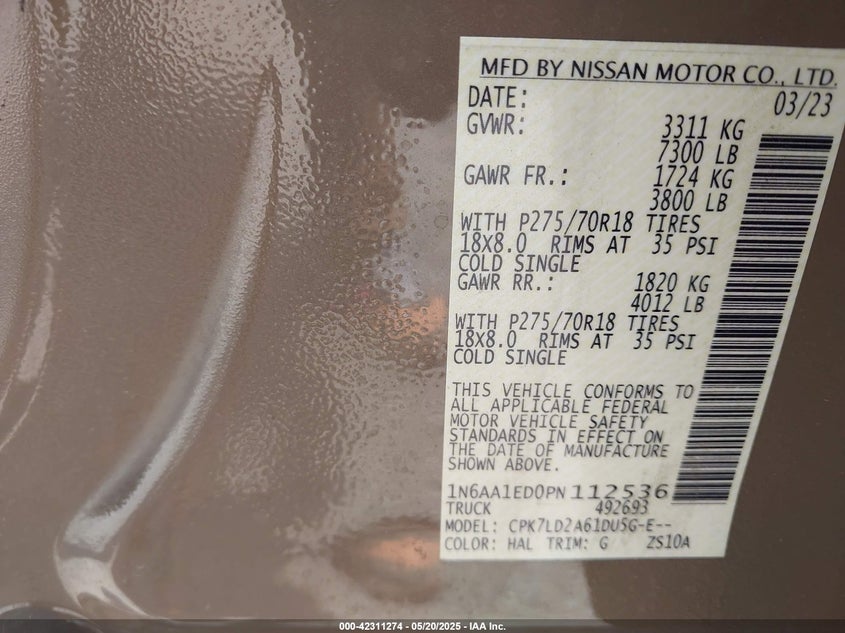 MFD BY NISSAN MOTOR CO., LTD.
DATE: 03/23
GVWR: 3311 KG
7300 LB
GAWR FR.: 1724 KG
3800 LB
WITH P275/70R18 TIRES
18X8.0 RIMS AT 35 PSI
COLD SINGLE
GAWR RR.: 1820 KG
4012 LB
WITH P275/70R18 TIRES
18X8.0 RIMS AT 35 PSI
COLD SINGLE
THIS VEHICLE CONFORMS TO
ALL APPLICABLE FEDERAL
MOTOR VEHICLE SAFETY
STANDARDS IN EFFECT ON
THE DATE OF MANUFACTURE
SHOWN ABOVE.
1N6AA1ED0PN112536
TRUCK 492693
MODEL: CPK7LD2A61DU5G-E--
COLOR: HAL TRIM: G ZS10A
000-42311274 - 05/20/2025 - IAA Inc.